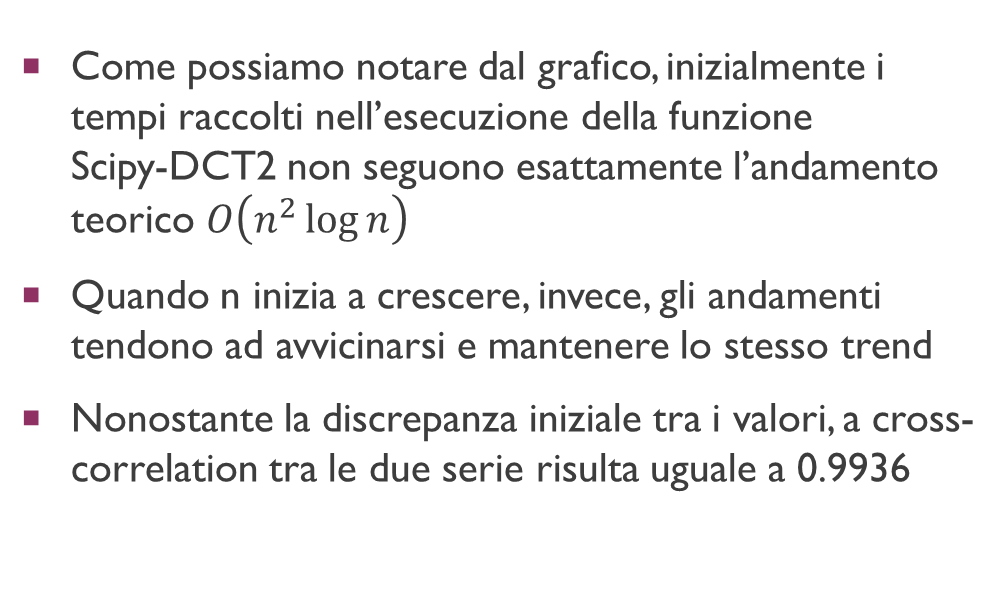 ▪ Come possiamo notare dal grafico, inizialmente i
tempi raccolti nell’esecuzione della funzione
Scipy-DCT2 non seguono esattamente l’andamento
teorico 𝑂(𝑛² log 𝑛)
▪ Quando n inizia a crescere, invece, gli andamenti
tendono ad avvicinarsi e mantenere lo stesso trend
▪ Nonostante la discrepanza iniziale tra i valori, a cross-
correlation tra le due serie risulta uguale a 0.9936